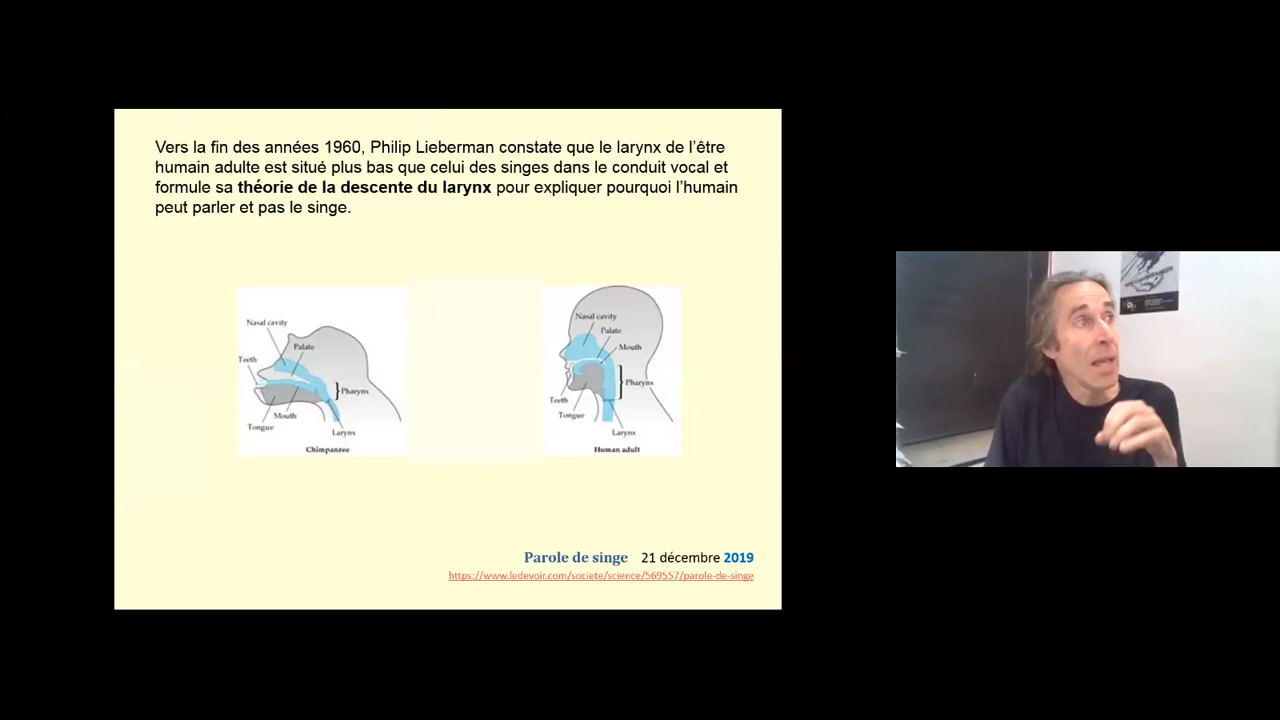 Vers la fin des années 1960, Philip Lieberman constate que le larynx de l’être
humain adulte est situé plus bas que celui des singes dans le conduit vocal et
formule sa théorie de la descente du larynx pour expliquer pourquoi l’humain
peut parler et pas le singe.
Nasal cavity
Palate
Teeth
Pharynx
Mouth
Tongue
Larynx
Chimpanzee
Nasal cavity
Palate
Mouth
Pharynx
Teeth
Tongue
Larynx
Human adult
Parole de singe 21 décembre 2019
https://www.ledevoir.com/societe/science/569557/parole-de-singe